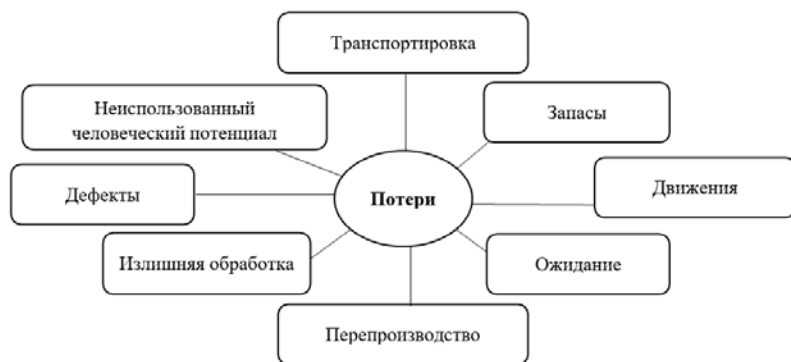 Транспортировка
Неиспользованный
человеческий потенциал
Запасы
Дефекты
Потери
Движения
Излишняя обработка
Ожидание
Перепроизводство